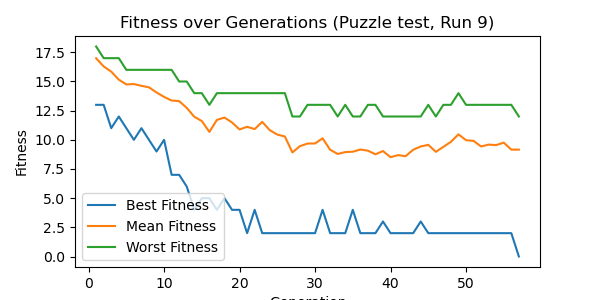 Fitness over Generations (Puzzle test, Run 9)
Fitness
17.5
15.0
12.5
10.0
7.5
5.0
2.5
0.0
Best Fitness
Mean Fitness
Worst Fitness
0
10
20
30
40
50
Generation